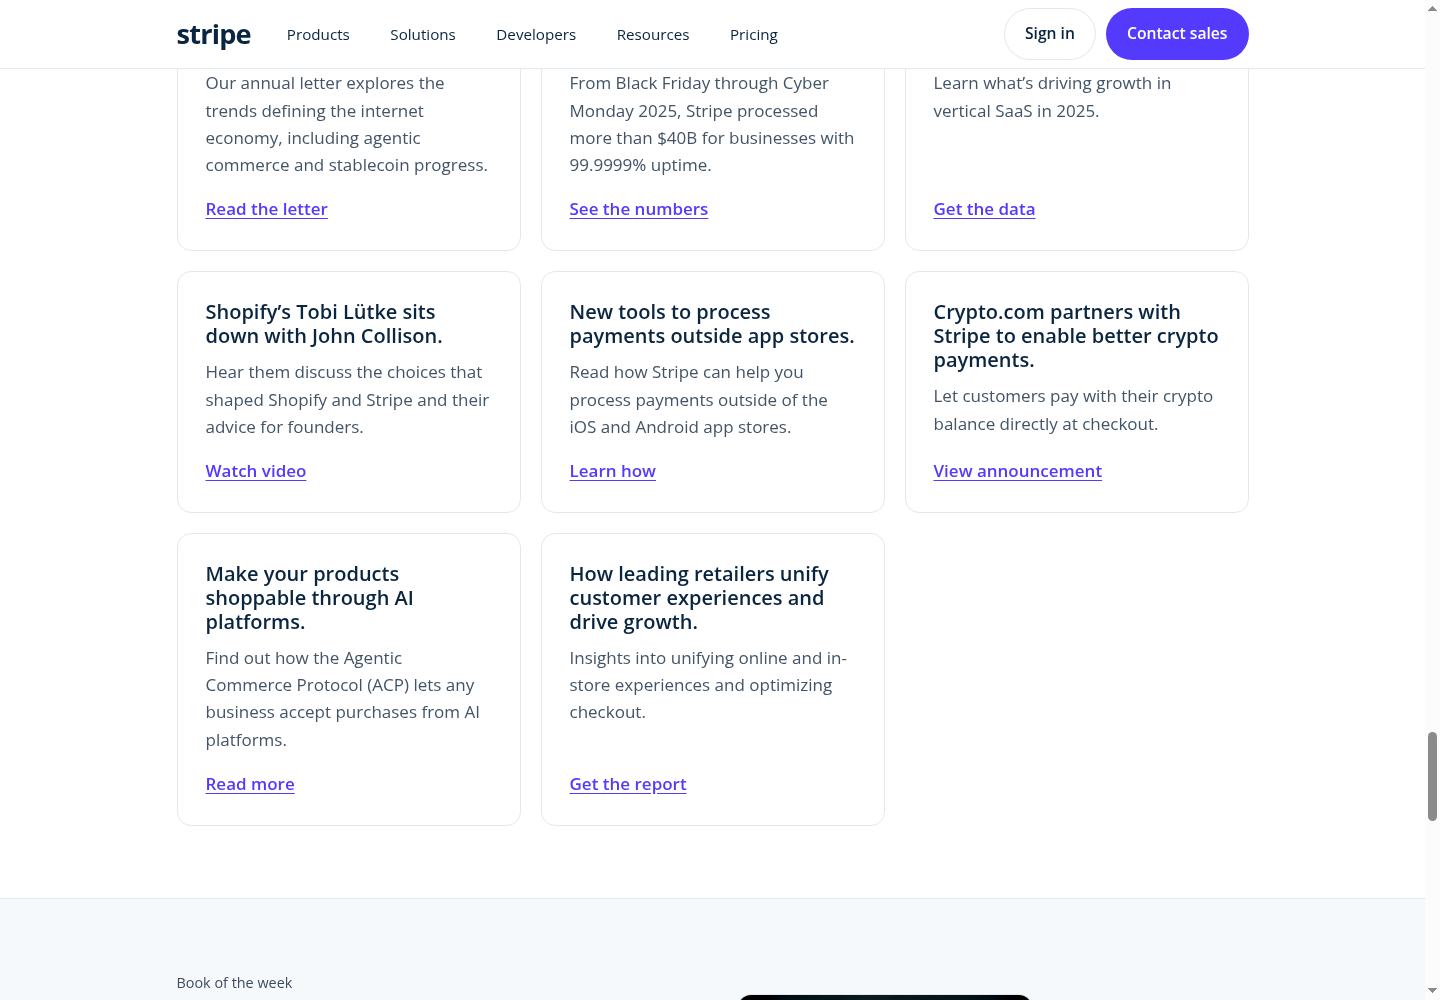 stripe
Products
Solutions
Developers
Resources
Pricing
Sign in
Contact sales
Our annual letter explores the
trends defining the internet
economy, including agentic
commerce and stablecoin progress.
Read the letter
From Black Friday through Cyber
Monday 2025, Stripe processed
more than $40B for businesses with
99.9999% uptime.
See the numbers
Learn what’s driving growth in
vertical SaaS in 2025.
Get the data
Shopify’s Tobi Lütke sits
down with John Collison.
Hear them discuss the choices that
shaped Shopify and Stripe and their
advice for founders.
Watch video
New tools to process
payments outside app stores.
Read how Stripe can help you
process payments outside of the
iOS and Android app stores.
Learn how
Crypto.com partners with
Stripe to enable better crypto
payments.
Let customers pay with their crypto
balance directly at checkout.
View announcement
Make your products
shoppable through AI
platforms.
Find out how the Agentic
Commerce Protocol (ACP) lets any
business accept purchases from AI
platforms.
Read more
How leading retailers unify
customer experiences and
drive growth.
Insights into unifying online and in-
store experiences and optimizing
checkout.
Get the report
Book of the week